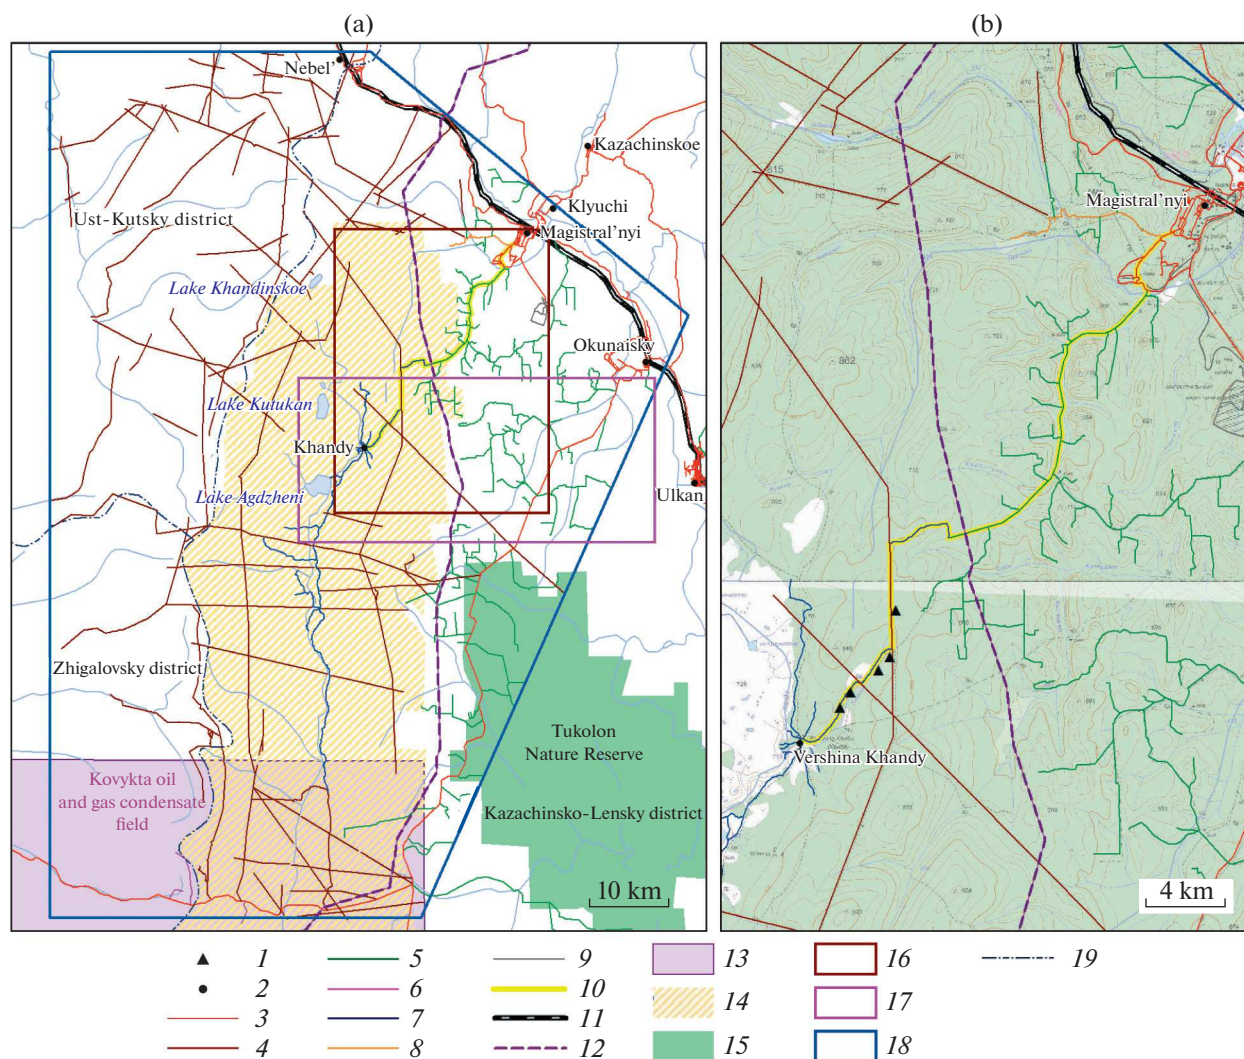 (a)
(b)
Nebel’
Kazachinskoe
Klyuchi
Magistral’nyi
Ust-Kutsky district
Lake Khandinskoe
Okunaisky
Lake Kutukan
Khandy
Lake Agdzheni
Ulkan
Zhigalovsky district
Tukolon
Nature Reserve
Kovykta oil
and gas condensate
field
Kazachinsko-Lensky district
10 km
Magistral’nyi
815
862
Vershina Khandy
4 km
1
2
3
4
5
6
7
8
9
10
11
12
13
14
15
16
17
18
19